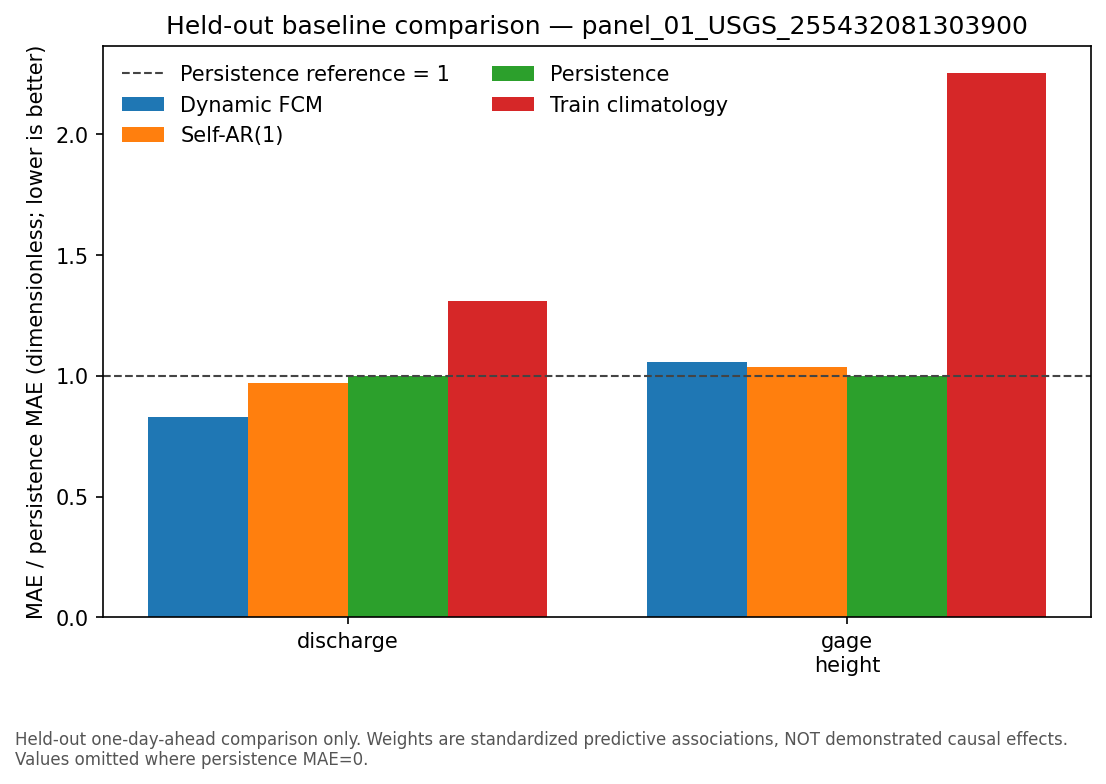 Held-out baseline comparison — panel_01_USGS_255432081303900
MAE / persistence MAE (dimensionless; lower is better)
Persistence reference = 1
Dynamic FCM
Self-AR(1)
Persistence
Train climatology
2.0
1.5
1.0
0.5
0.0
discharge
gage
height
Held-out one-day-ahead comparison only. Weights are standardized predictive associations, NOT demonstrated causal effects.
Values omitted where persistence MAE=0.